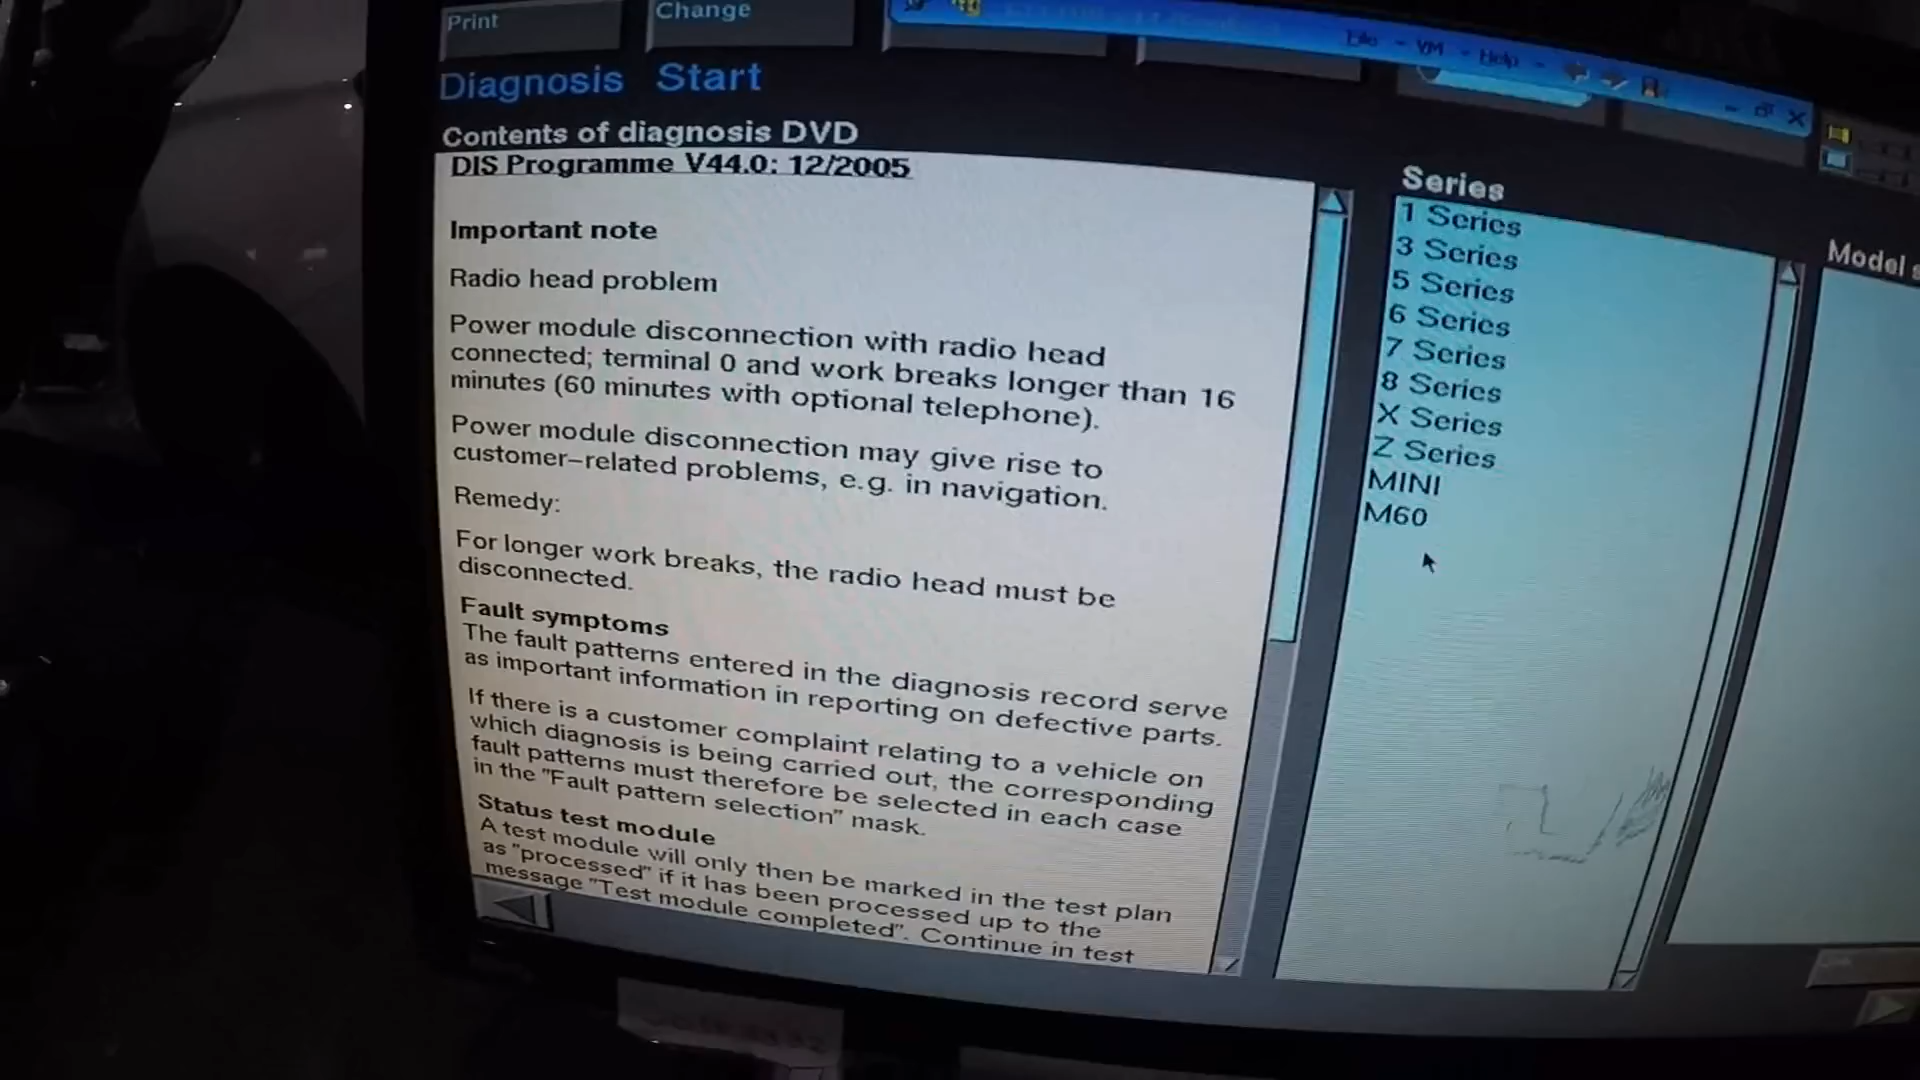 Print
Change
File
VM
Help
Diagnosis Start
Contents of diagnosis DVD
DIS Programme V44.0: 12/2005
Important note
Radio head problem
Power module disconnection with radio head
connected; terminal 0 and work breaks longer than 16
minutes (60 minutes with optional telephone).
Power module disconnection may give rise to
customer-related problems, e.g. in navigation.
Remedy:
For longer work breaks, the radio head must be
disconnected.
Fault symptoms
The fault patterns entered in the diagnosis record serve
as important information in reporting on defective parts.
If there is a customer complaint relating to a vehicle on
which diagnosis is being carried out, the corresponding
fault patterns must therefore be selected in each case
in the "Fault pattern selection" mask.
Status test module
A test module will only then be marked in the test plan
as "processed" if it has been processed up to the
message "Test module completed". Continue in test
Series
1 Series
3 Series
5 Series
6 Series
7 Series
8 Series
X Series
Z Series
MINI
M60
Model